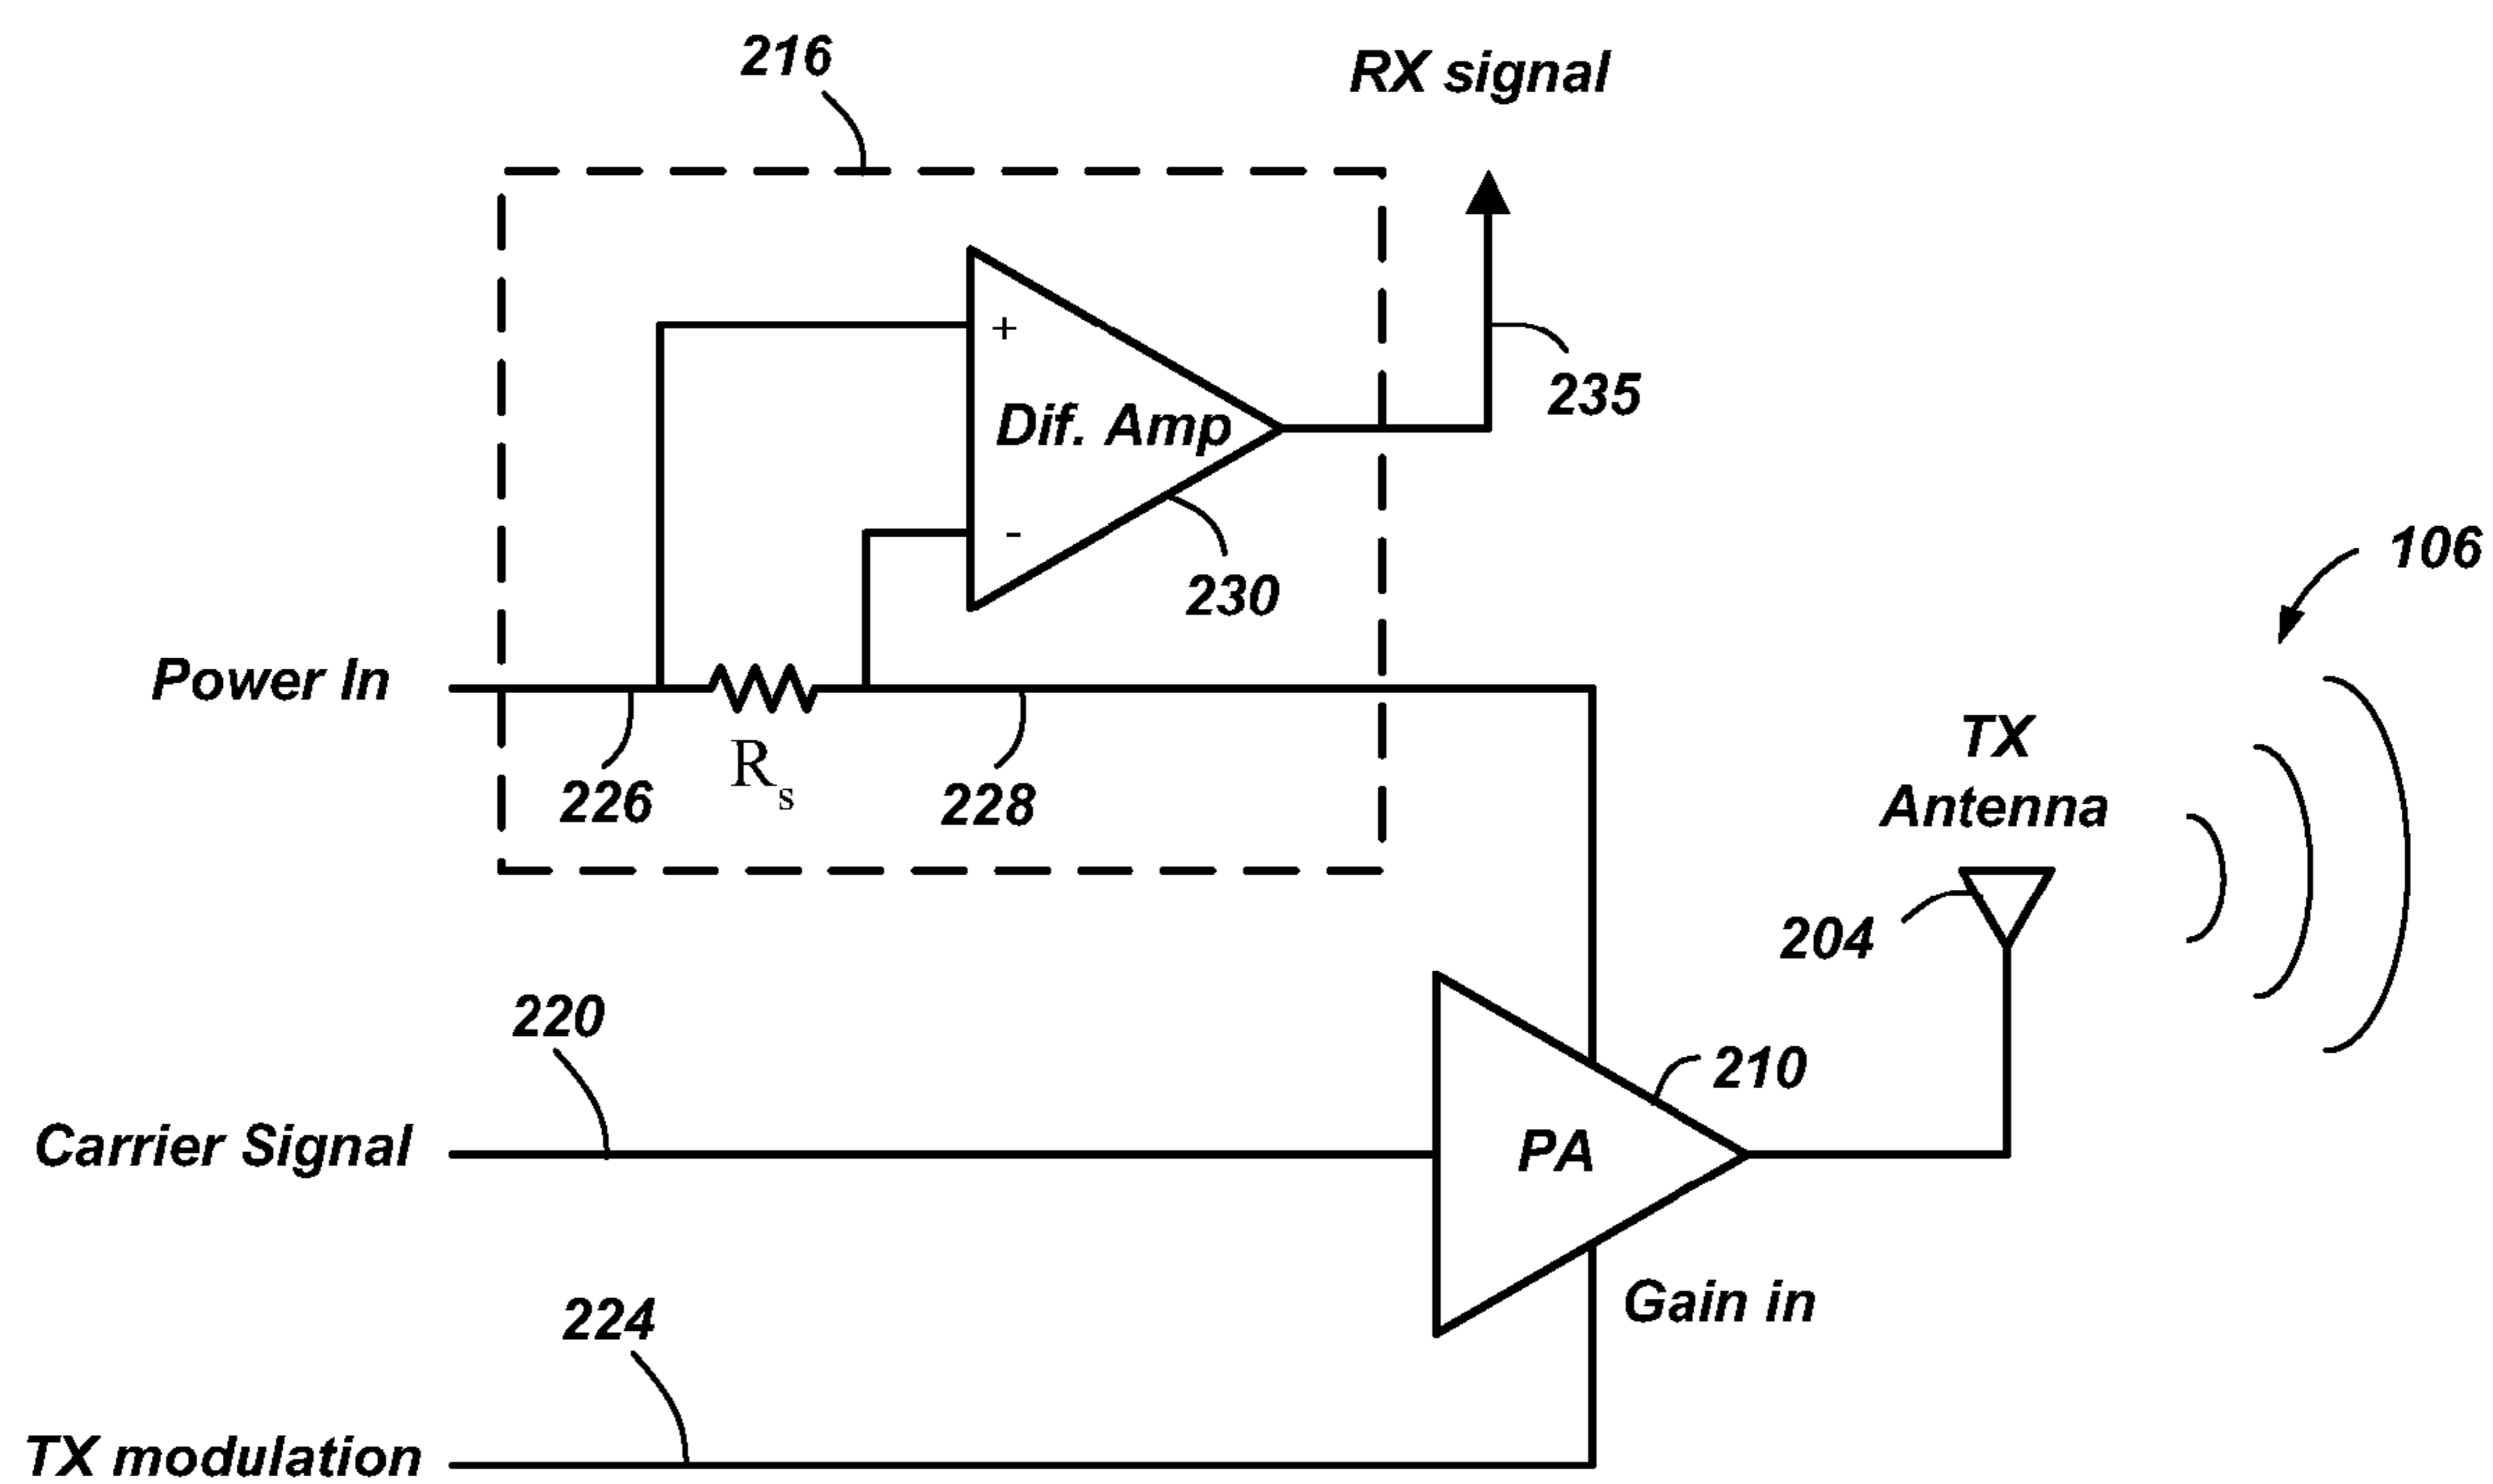 216
RX signal
+
Dif. Amp
235
-
230
106
Power In
226
Rs
228
TX
Antenna
204
220
210
Carrier Signal
PA
Gain in
224
TX modulation